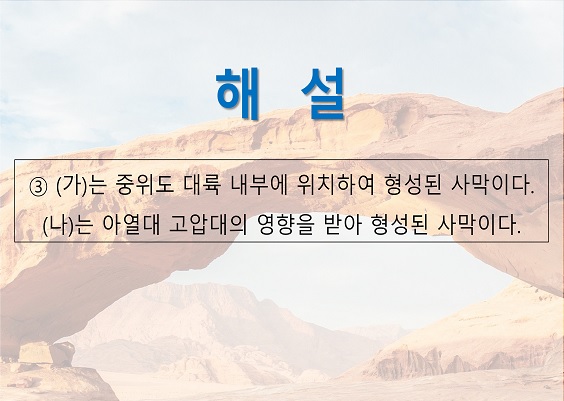 해 설
③ (가)는 중위도 대륙 내부에 위치하여 형성된 사막이다.
(나)는 아열대 고압대의 영향을 받아 형성된 사막이다.